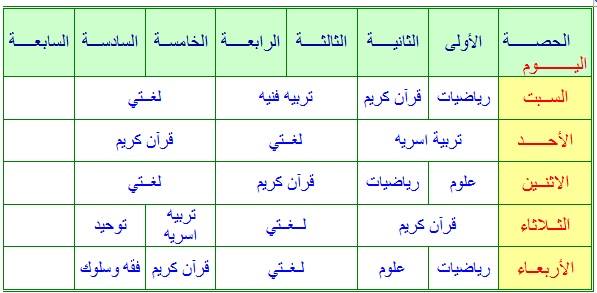 الحصة الأولى الثانية الثالثة الرابعة الخامسة السادسة السابعة
اليوم
السبت رياضيات قرآن كريم تربيه فنيه لغتي
الأحد تربية اسريه لغتي قرآن كريم
الاثنين علوم رياضيات قرآن كريم لغتي
الثلاثاء قرآن كريم لغتي تربيه اسريه توحيد
الأربعاء رياضيات علوم لغتي قرآن كريم فقه وسلوك